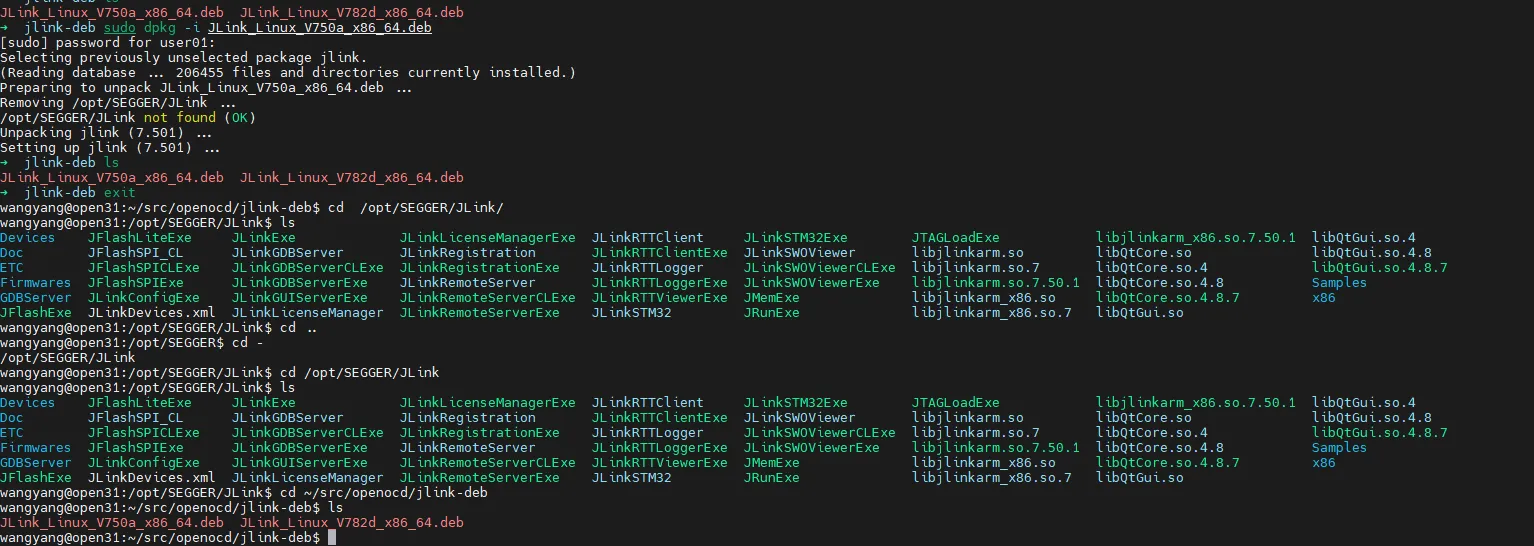 JLink_Linux_V750a_x86_64.deb  JLink_Linux_V782d_x86_64.deb
➜  jlink-deb sudo dpkg -i JLink_Linux_V750a_x86_64.deb
[sudo] password for user01:
Selecting previously unselected package jlink.
(Reading database ... 206455 files and directories currently installed.)
Preparing to unpack JLink_Linux_V750a_x86_64.deb ...
Removing /opt/SEGGER/JLink ...
/opt/SEGGER/JLink not found (OK)
Unpacking jlink (7.501) ...
Setting up jlink (7.501) ...
➜  jlink-deb ls
JLink_Linux_V750a_x86_64.deb  JLink_Linux_V782d_x86_64.deb
➜  jlink-deb exit
wangyang@open31:~/src/openocd/jlink-deb$ cd  /opt/SEGGER/JLink/
wangyang@open31:/opt/SEGGER/JLink$ ls
Devices    JFlashLiteExe  JLinkExe  JLinkLicenseManagerExe  JLinkRTTClient  JLinkSTM32Exe  JTAGLoadExe  libjlinkarm_x86.so.7.50.1  libQtGui.so.4
Doc  JFlashSPI_CL  JLinkGDBServer  JLinkRegistration  JLinkRTTClientExe  JLinkSWOViewer  libjlinkarm.so  libQtCore.so  libQtGui.so.4.8
ETC  JFlashSPICLExe  JLinkGDBServerCLExe  JLinkRegistrationExe  JLinkRTTLogger  JLinkSWOViewerCLExe  libjlinkarm.so.7  libQtCore.so.4  libQtGui.so.4.8.7
Firmwares  JFlashSPIExe  JLinkGDBServerExe  JLinkRemoteServer  JLinkRTTLoggerExe  JLinkSWOViewerExe  libjlinkarm.so.7.50.1  libQtCore.so.4.8  Samples
GDBServer  JLinkConfigExe  JLinkGUIServerExe  JLinkRemoteServerCLExe  JLinkRTTViewerExe  JMemExe  libjlinkarm_x86.so  libQtCore.so.4.8.7  x86
JFlashExe  JLinkDevices.xml  JLinkLicenseManager  JLinkRemoteServerExe  JLinkSTM32  JRunExe  libjlinkarm_x86.so.7  libQtGui.so
wangyang@open31:/opt/SEGGER/JLink$ cd ..
wangyang@open31:/opt/SEGGER$ cd -
/opt/SEGGER/JLink
wangyang@open31:/opt/SEGGER/JLink$ cd /opt/SEGGER/JLink
wangyang@open31:/opt/SEGGER/JLink$ ls
Devices  JFlashLiteExe  JLinkExe  JLinkLicenseManagerExe  JLinkRTTClient  JLinkSTM32Exe  JTAGLoadExe  libjlinkarm_x86.so.7.50.1  libQtGui.so.4
Doc  JFlashSPI_CL  JLinkGDBServer  JLinkRegistration  JLinkRTTClientExe  JLinkSWOViewer  libjlinkarm.so  libQtCore.so  libQtGui.so.4.8
ETC  JFlashSPICLExe  JLinkGDBServerCLExe  JLinkRegistrationExe  JLinkRTTLogger  JLinkSWOViewerCLExe  libjlinkarm.so.7  libQtCore.so.4  libQtGui.so.4.8.7
Firmwares  JFlashSPIExe  JLinkGDBServerExe  JLinkRemoteServer  JLinkRTTLoggerExe  JLinkSWOViewerExe  libjlinkarm.so.7.50.1  libQtCore.so.4.8  Samples
GDBServer  JLinkConfigExe  JLinkGUIServerExe  JLinkRemoteServerCLExe  JLinkRTTViewerExe  JMemExe  libjlinkarm_x86.so  libQtCore.so.4.8.7  x86
JFlashExe  JLinkDevices.xml  JLinkLicenseManager  JLinkRemoteServerExe  JLinkSTM32  JRunExe  libjlinkarm_x86.so.7  libQtGui.so
wangyang@open31:/opt/SEGGER/JLink$ cd ~/src/openocd/jlink-deb
wangyang@open31:~/src/openocd/jlink-deb$ ls
JLink_Linux_V750a_x86_64.deb  JLink_Linux_V782d_x86_64.deb
wangyang@open31:~/src/openocd/jlink-deb$